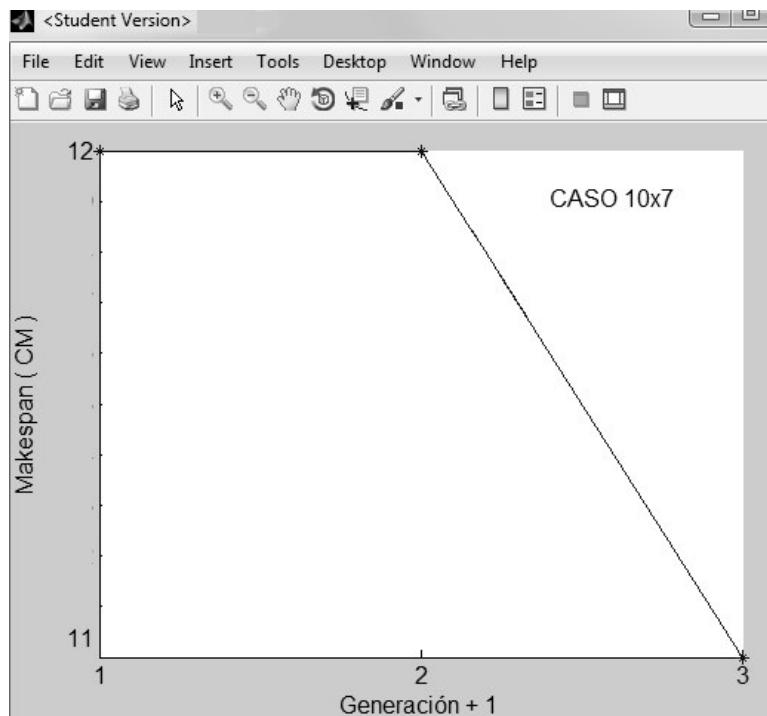 <Student Version>
File Edit View Insert Tools Desktop Window Help
12
CASO 10x7
Makespan ( CM )
11
1 2 3
Generación + 1